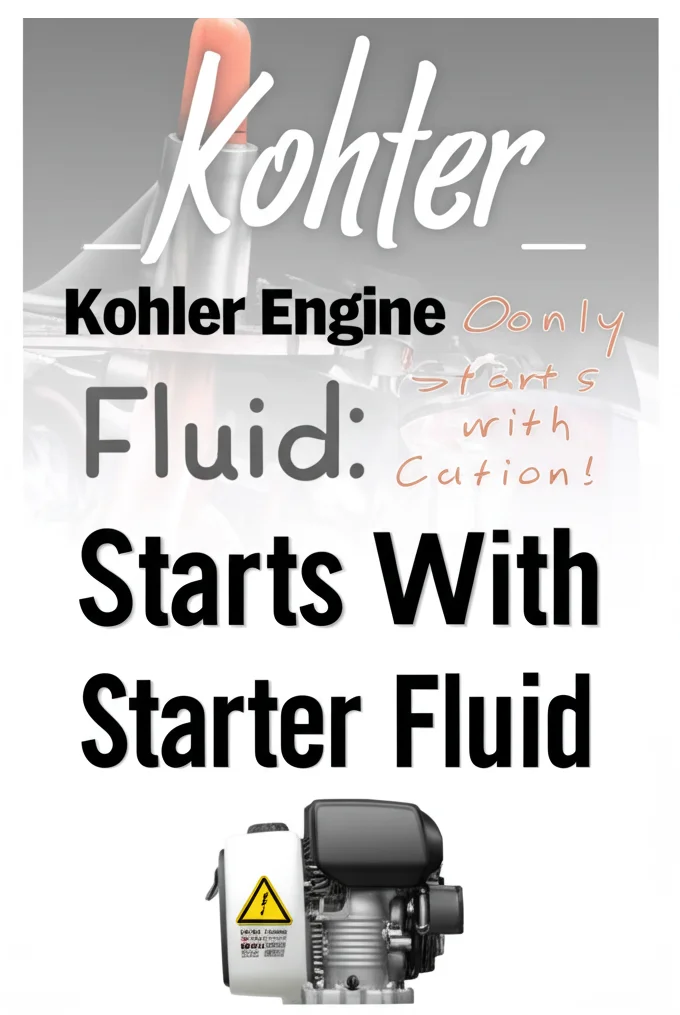 Kohter
Kohler Engine
Oonly
starts
with
Cution!
Fluid:
Starts With
Starter Fluid